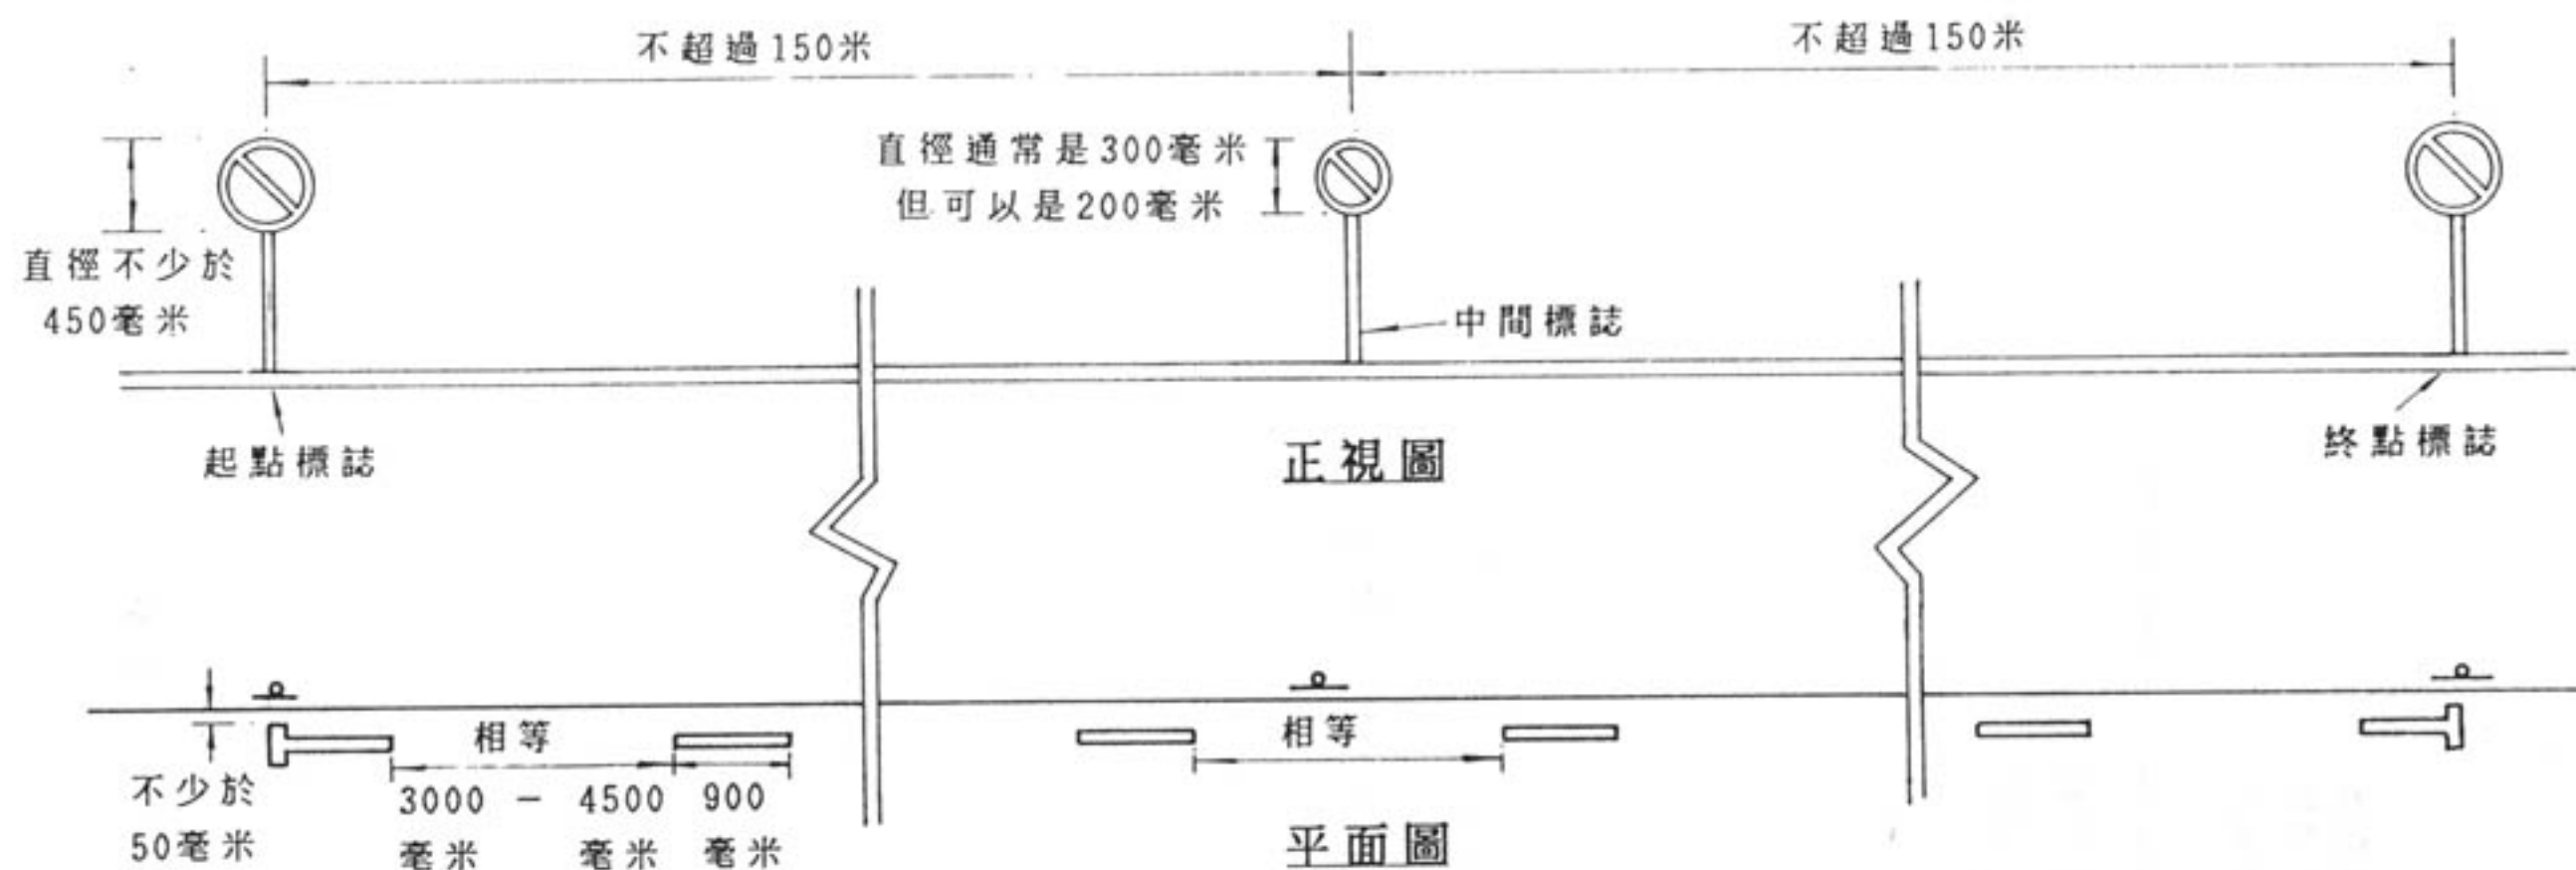 不超過150米
不超過150米
直徑通常是300毫米
但可以是200毫米
直徑不少於
450毫米
中間標誌
起點標誌
正視圖
終點標誌
相等
相等
不少於
50毫米
3000 - 4500 900
毫米 毫米 毫米
平面圖